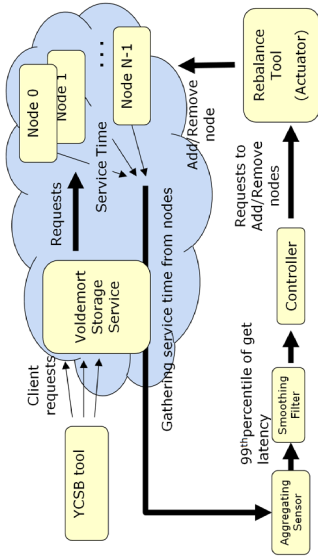 YCSB tool
Client
requests
Voldemort
Storage
Service
Requests
Node 0
Node 1
. . .
Node N-1
Service Time
Gathering service time from nodes
Add/Remove
node
Aggregating
Sensor
99thpercentile of get
latency
Smoothing
Filter
Controller
Requests to
Add/Remove
nodes
Rebalance
Tool
(Actuator)